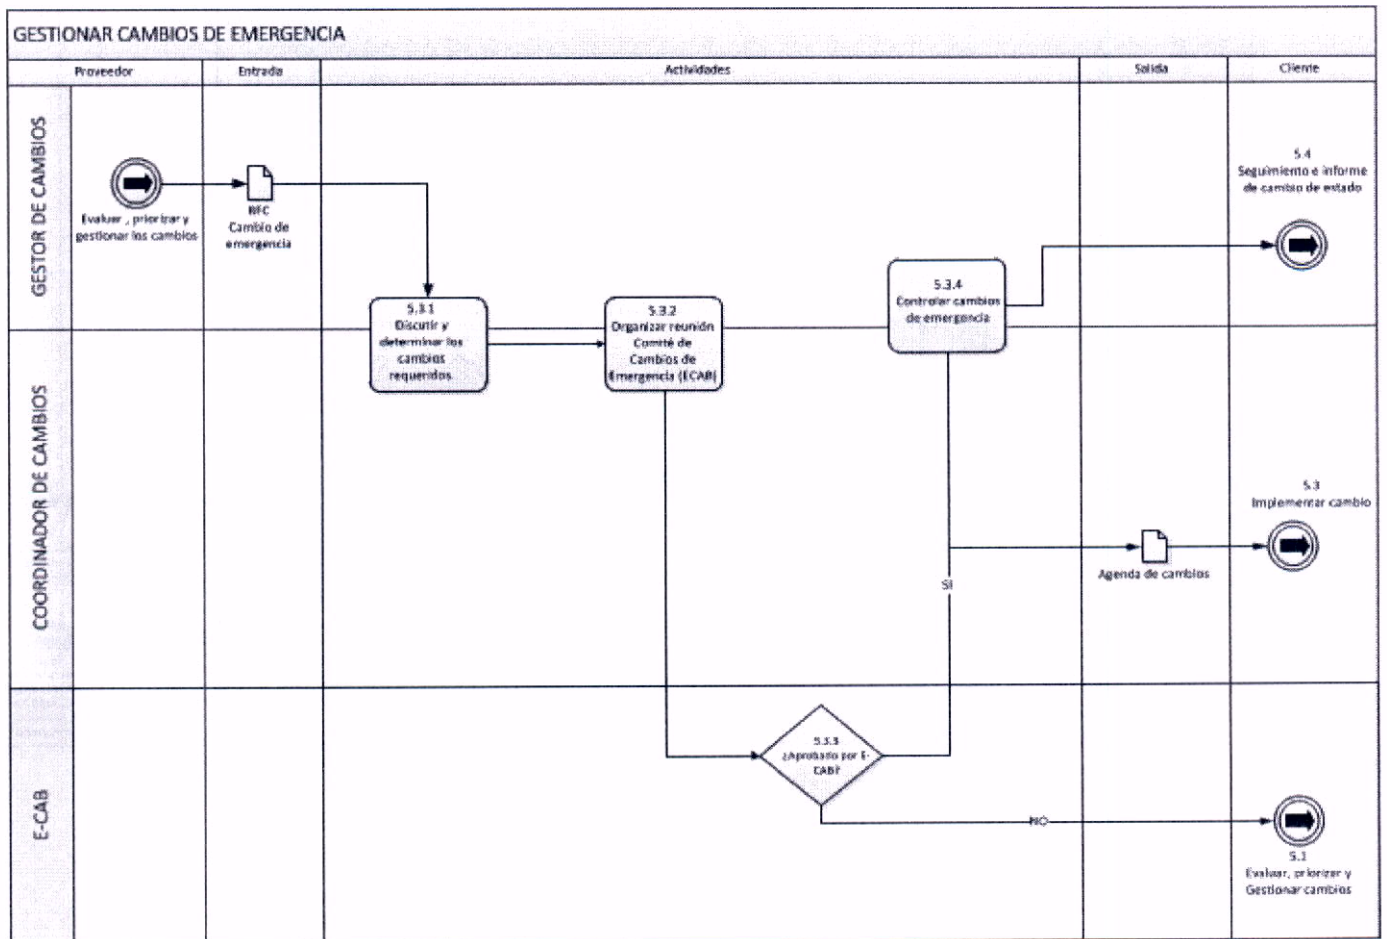 GESTIONAR CAMBIOS DE EMERGENCIA
Proveedor
Entrada
Actividades
Salida
Cliente
GESTOR DE CAMBIOS
Evaluar , priorizar y
gestionar los cambios
RFC
Cambio de
emergencia
5.3.1
Discutir y
determinar los
cambios
requeridos
5.3.2
Organizar reunión
Comité de
Cambios de
Emergencia (ECAB)
5.3.4
Controlar cambios
de emergencia
5.4
Seguimiento e informe
de cambio de estado
COORDINADOR DE CAMBIOS
SI
Agenda de cambios
5.3
Implementar cambio
E-CAB
5.3.3
¿Aprobado por E-
CAB?
NO
5.1
Evaluar, priorizar y
Gestionar cambios